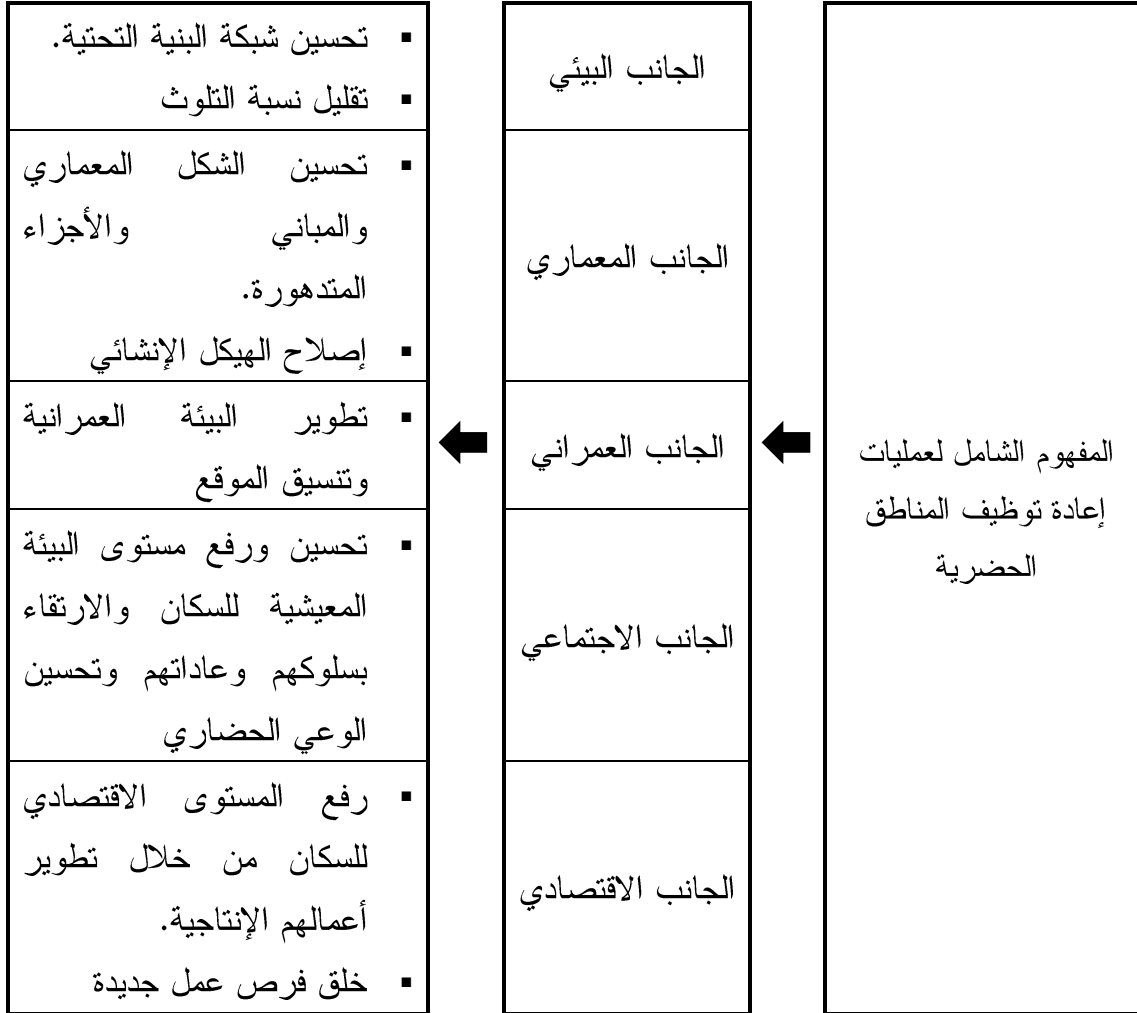 المفهوم الشامل لعمليات
إعادة توظيف المناطق
الحضرية
الجانب البيئي
▪ تحسين شبكة البنية التحتية.
▪ تقليل نسبة التلوث
الجانب المعماري
▪ تحسين الشكل المعماري
والمباني والأجزاء
المتدهورة.
▪ إصلاح الهيكل الإنشائي
الجانب العمراني
▪ تطوير البيئة العمرانية
وتنسيق الموقع
الجانب الاجتماعي
▪ تحسين ورفع مستوى البيئة
المعيشية للسكان والارتقاء
بسلوكهم وعاداتهم وتحسين
الوعي الحضاري
الجانب الاقتصادي
▪ رفع المستوى الاقتصادي
للسكان من خلال تطوير
أعمالهم الإنتاجية.
▪ خلق فرص عمل جديدة